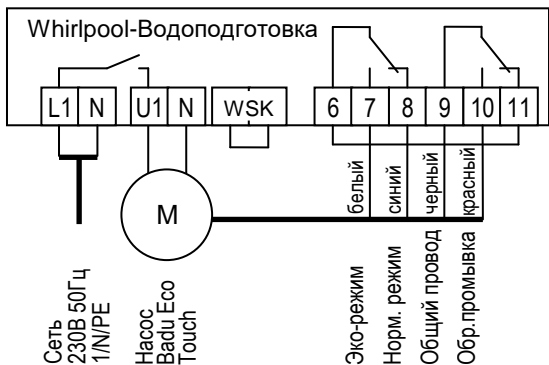 Whirlpool-Водоподготовка
L1 N U1 N WSK 6 7 8 9 10 11
белый
синий
черный
красный
M
Сеть
230В 50Гц
1/N/PE
Насос
Badu Eco
Touch
Эко-режим
Норм. режим
Общий провод
Обр.промывка